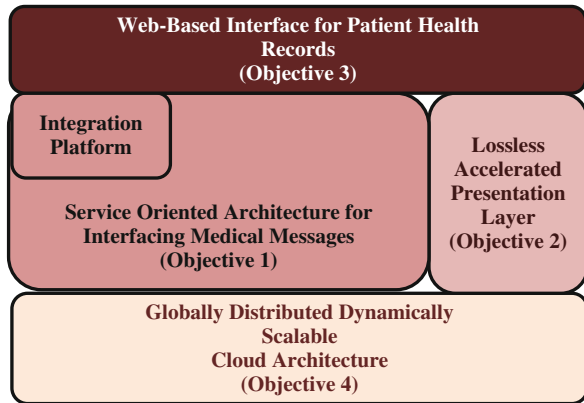 Web-Based Interface for Patient Health
Records
(Objective 3)
Integration
Platform
Service Oriented Architecture for
Interfacing Medical Messages
(Objective 1)
Lossless
Accelerated
Presentation
Layer
(Objective 2)
Globally Distributed Dynamically
Scalable
Cloud Architecture
(Objective 4)